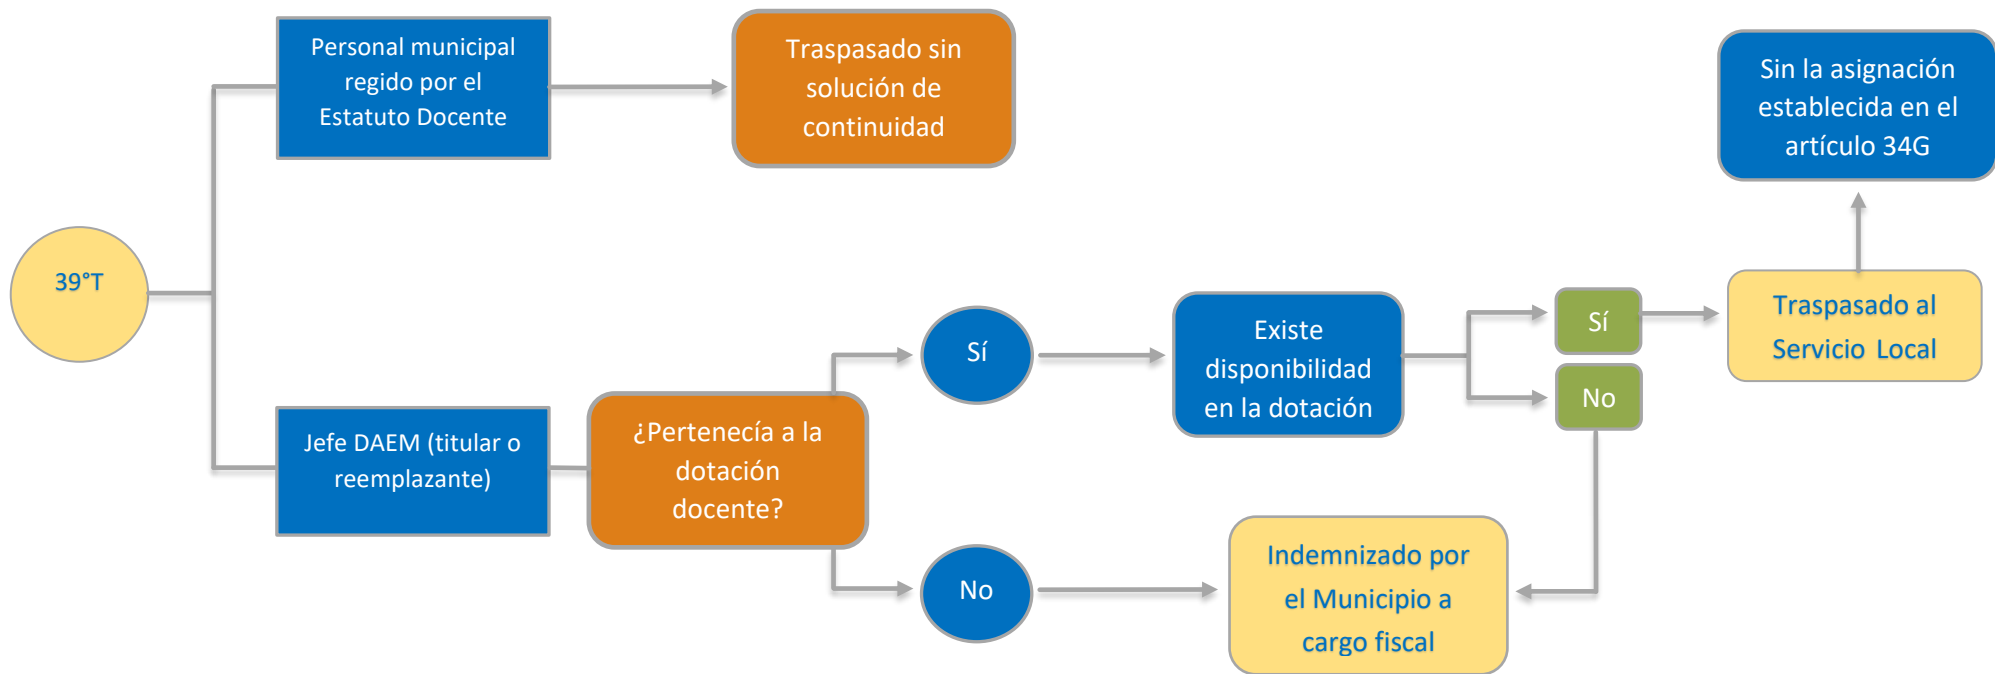 Personal municipal
regido por el
Estatuto Docente
Traspasado sin
solución de
continuidad
Sin la asignación
establecida en el
artículo 34G
39°T
Jefe DAEM (titular o
reemplazante)
¿Pertenecía a la
dotación
docente?
Sí
Existe
disponibilidad
en la dotación
Sí
No
Traspasado al
Servicio Local
No
Indemnizado por
el Municipio a
cargo fiscal